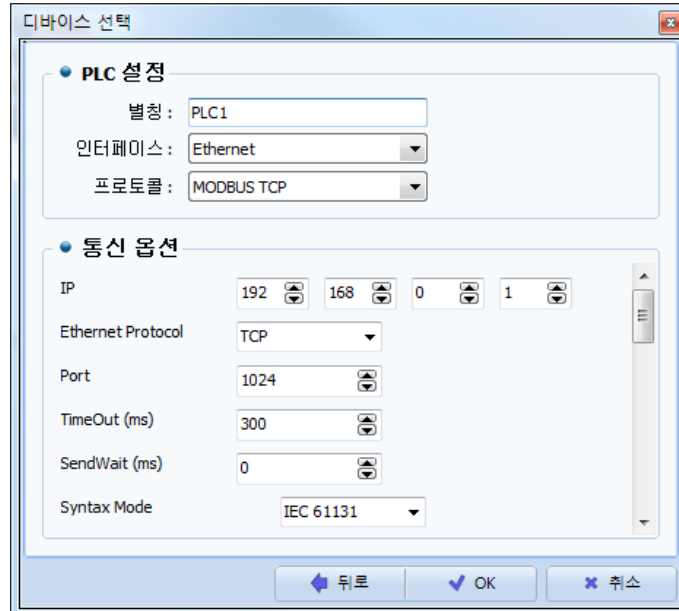 디바이스 선택
PLC 설정
별칭 : PLC1
인터페이스 : Ethernet
프로토콜 : MODBUS TCP
통신 옵션
IP 192 168 0 1
Ethernet Protocol TCP
Port 1024
TimeOut (ms) 300
SendWait (ms) 0
Syntax Mode IEC 61131
뒤로 OK 취소